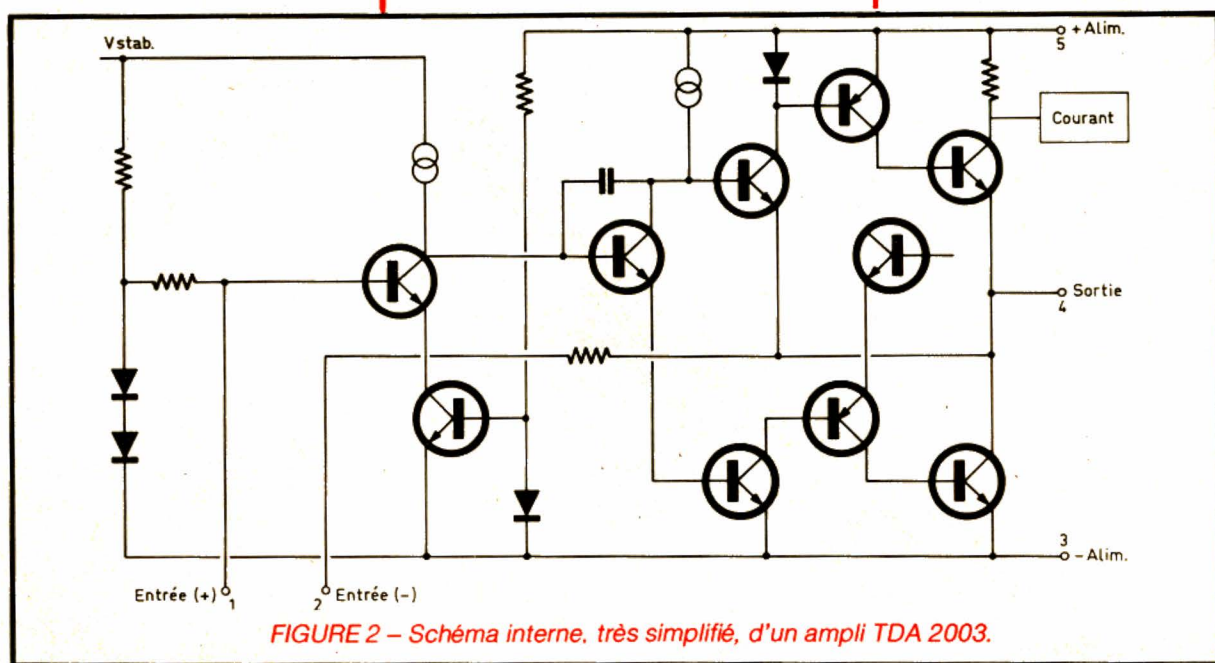 Vstab.
+ Alim.
5
Courant
Sortie
4
3
- Alim.
Entrée (+)
1
2
Entrée (-)
FIGURE 2 – Schéma interne, très simplifié, d'un ampli TDA 2003.